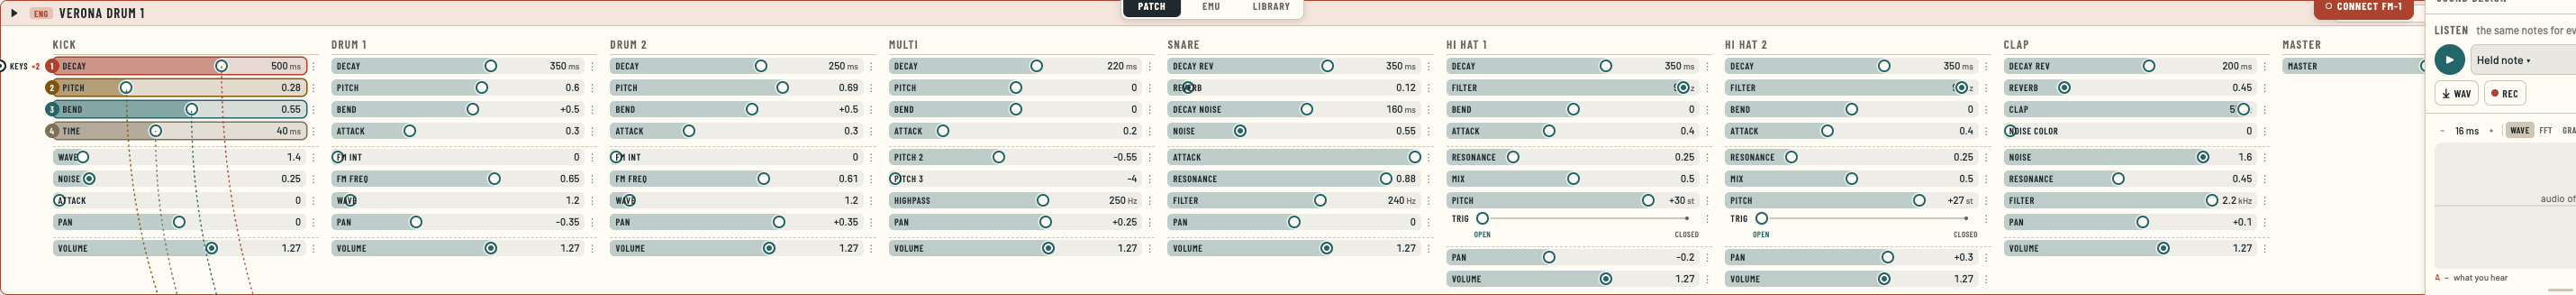 ENG VERONA DRUM 1
PATCH EMU LIBRARY
CONNECT FM-1
KEYS ×2
KICK
1 DECAY 500 ms
2 PITCH 0.28
3 BEND 0.55
4 TIME 40 ms
WAVE 1.4
NOISE 0.25
ATTACK 0
PAN 0
VOLUME 1.27
DRUM 1
DECAY 350 ms
PITCH 0.6
BEND +0.5
ATTACK 0.3
FM INT 0
FM FREQ 0.65
WAVE 1.2
PAN -0.35
VOLUME 1.27
DRUM 2
DECAY 250 ms
PITCH 0.69
BEND +0.5
ATTACK 0.3
FM INT 0
FM FREQ 0.61
WAVE 1.2
PAN +0.35
VOLUME 1.27
MULTI
DECAY 220 ms
PITCH 0
BEND 0
ATTACK 0.2
PITCH 2 -0.55
PITCH 3 -4
HIGHPASS 250 Hz
PAN +0.25
VOLUME 1.27
SNARE
DECAY REV 350 ms
REVERB 0.12
DECAY NOISE 160 ms
NOISE 0.55
ATTACK
RESONANCE 0.88
FILTER 240 Hz
PAN 0
VOLUME 1.27
HI HAT 1
DECAY 350 ms
FILTER
BEND 0
ATTACK 0.4
RESONANCE 0.25
MIX 0.5
PITCH +30 st
TRIG
OPEN CLOSED
PAN -0.2
VOLUME 1.27
HI HAT 2
DECAY 350 ms
FILTER
BEND 0
ATTACK 0.4
RESONANCE 0.25
MIX 0.5
PITCH +27 st
TRIG
OPEN CLOSED
PAN +0.3
VOLUME 1.27
CLAP
DECAY REV 200 ms
REVERB 0.45
CLAP
NOISE COLOR 0
NOISE 1.6
RESONANCE 0.45
FILTER 2.2 kHz
PAN +0.1
VOLUME 1.27
MASTER
MASTER
LISTEN the same notes for
Held note
WAV REC
- 16 ms + WAVE FFT
audio of
A – what you hear